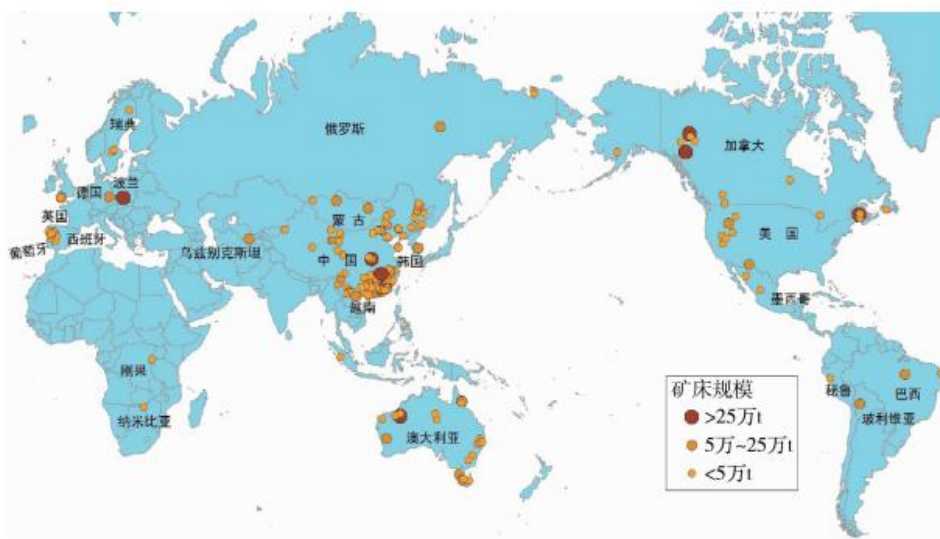 瑞典
俄罗斯
加拿大
德国
波兰
英国
蒙古
美国
葡萄牙
西班牙
乌兹别克斯坦
中国
韩国
越南
墨西哥
刚果
纳米比亚
澳大利亚
秘鲁
巴西
玻利维亚
矿床规模
>25万t
5万~25万t
<5万t